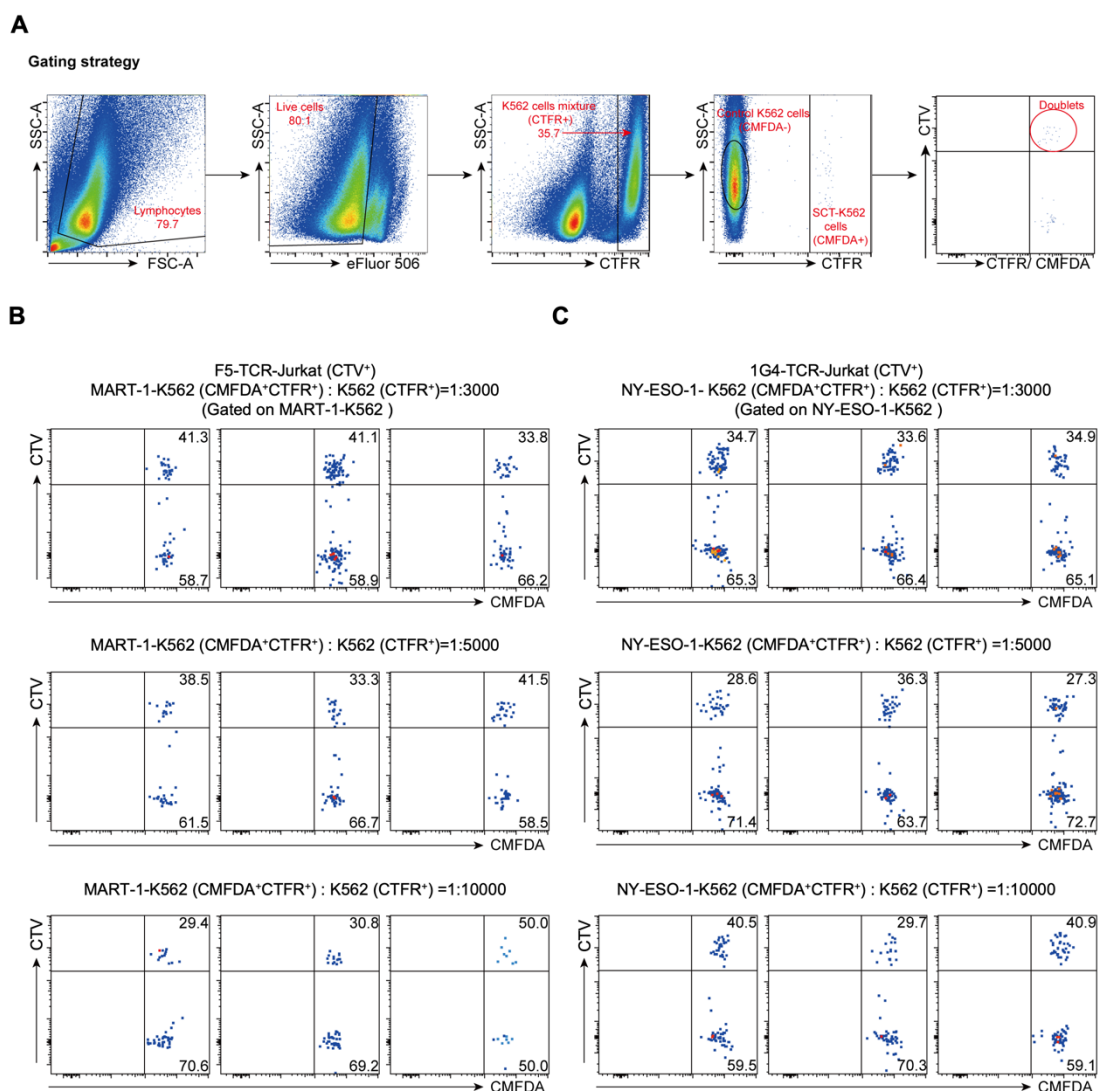 A
Gating strategy
SSC-A
Lymphocytes
79.7
FSC-A
SSC-A
Live cells
80:1
eFluor 506
SSC-A
K562 cells mixture
(CTFR+)
35.7
CTFR
SSC-A
Control K562 cells
(CMFDA-)
SCT-K562
cells
(CMFDA+)
CTFR
CTV
Doublets
CTFR/ CMFDA
B
F5-TCR-Jurkat (CTV⁺)
MART-1-K562 (CMFDA⁺CTFR⁺) : K562 (CTFR⁺)=1:3000
(Gated on MART-1-K562 )
CTV
41.3
58.7
41.1
58.9
33.8
66.2
CMFDA
MART-1-K562 (CMFDA⁺CTFR⁺) : K562 (CTFR⁺)=1:5000
CTV
38.5
61.5
33.3
66.7
41.5
58.5
CMFDA
MART-1-K562 (CMFDA⁺CTFR⁺) : K562 (CTFR⁺) =1:10000
CTV
29.4
70.6
30.8
69.2
50.0
50.0
CMFDA
C
1G4-TCR-Jurkat (CTV⁺)
NY-ESO-1- K562 (CMFDA⁺CTFR⁺) : K562 (CTFR⁺)=1:3000
(Gated on NY-ESO-1-K562 )
CTV
34.7
65.3
33.6
66.4
34.9
65.1
CMFDA
NY-ESO-1-K562 (CMFDA⁺CTFR⁺) : K562 (CTFR⁺) =1:5000
CTV
28.6
71.4
36.3
63.7
27.3
72.7
CMFDA
NY-ESO-1-K562 (CMFDA⁺CTFR⁺) : K562 (CTFR⁺) =1:10000
CTV
40.5
59.5
29.7
70.3
40.9
59.1
CMFDA